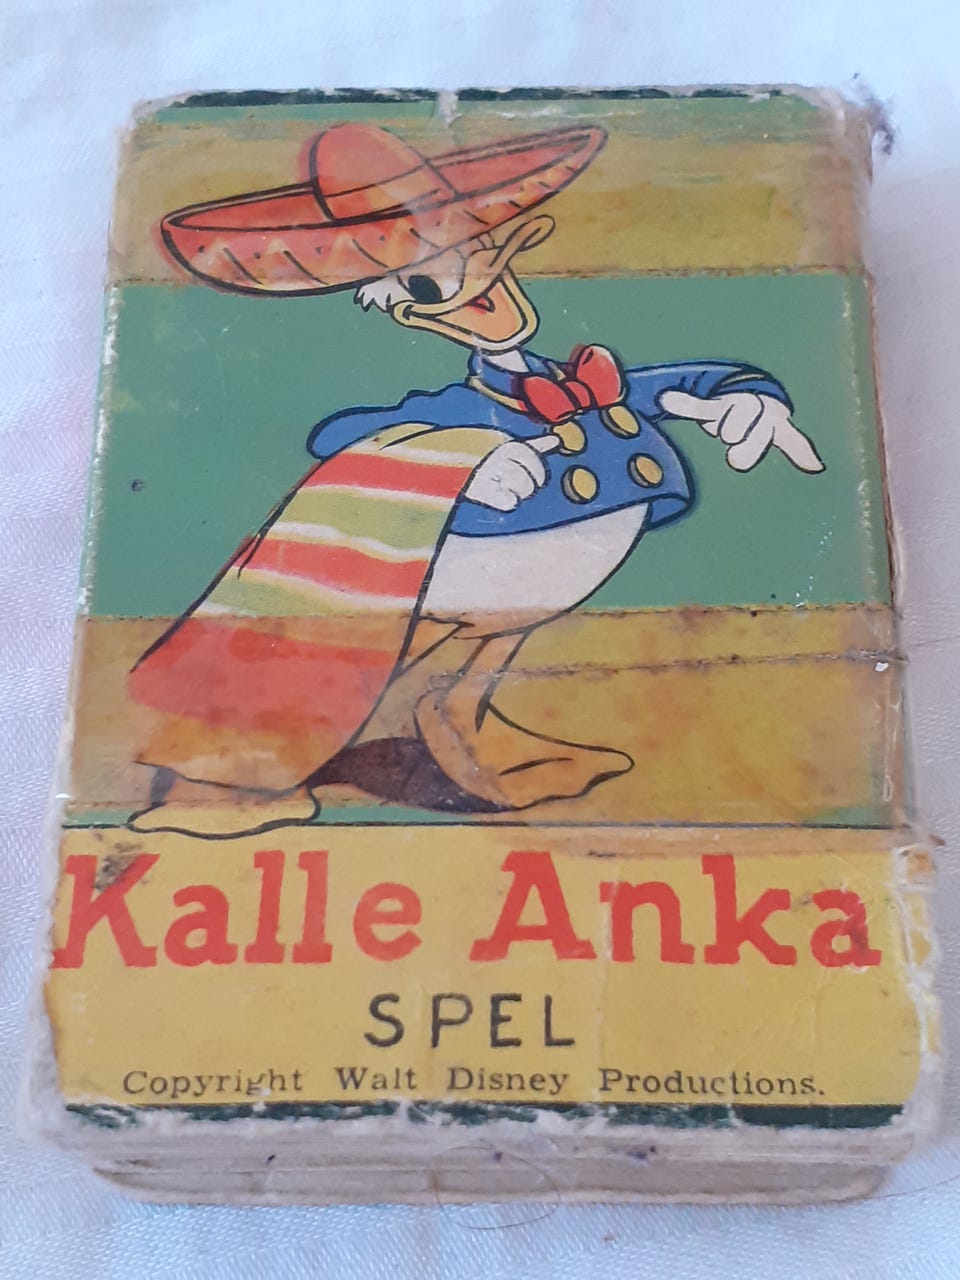 Kalle Anka
SPEL
Copyright Walt Disney Productions.